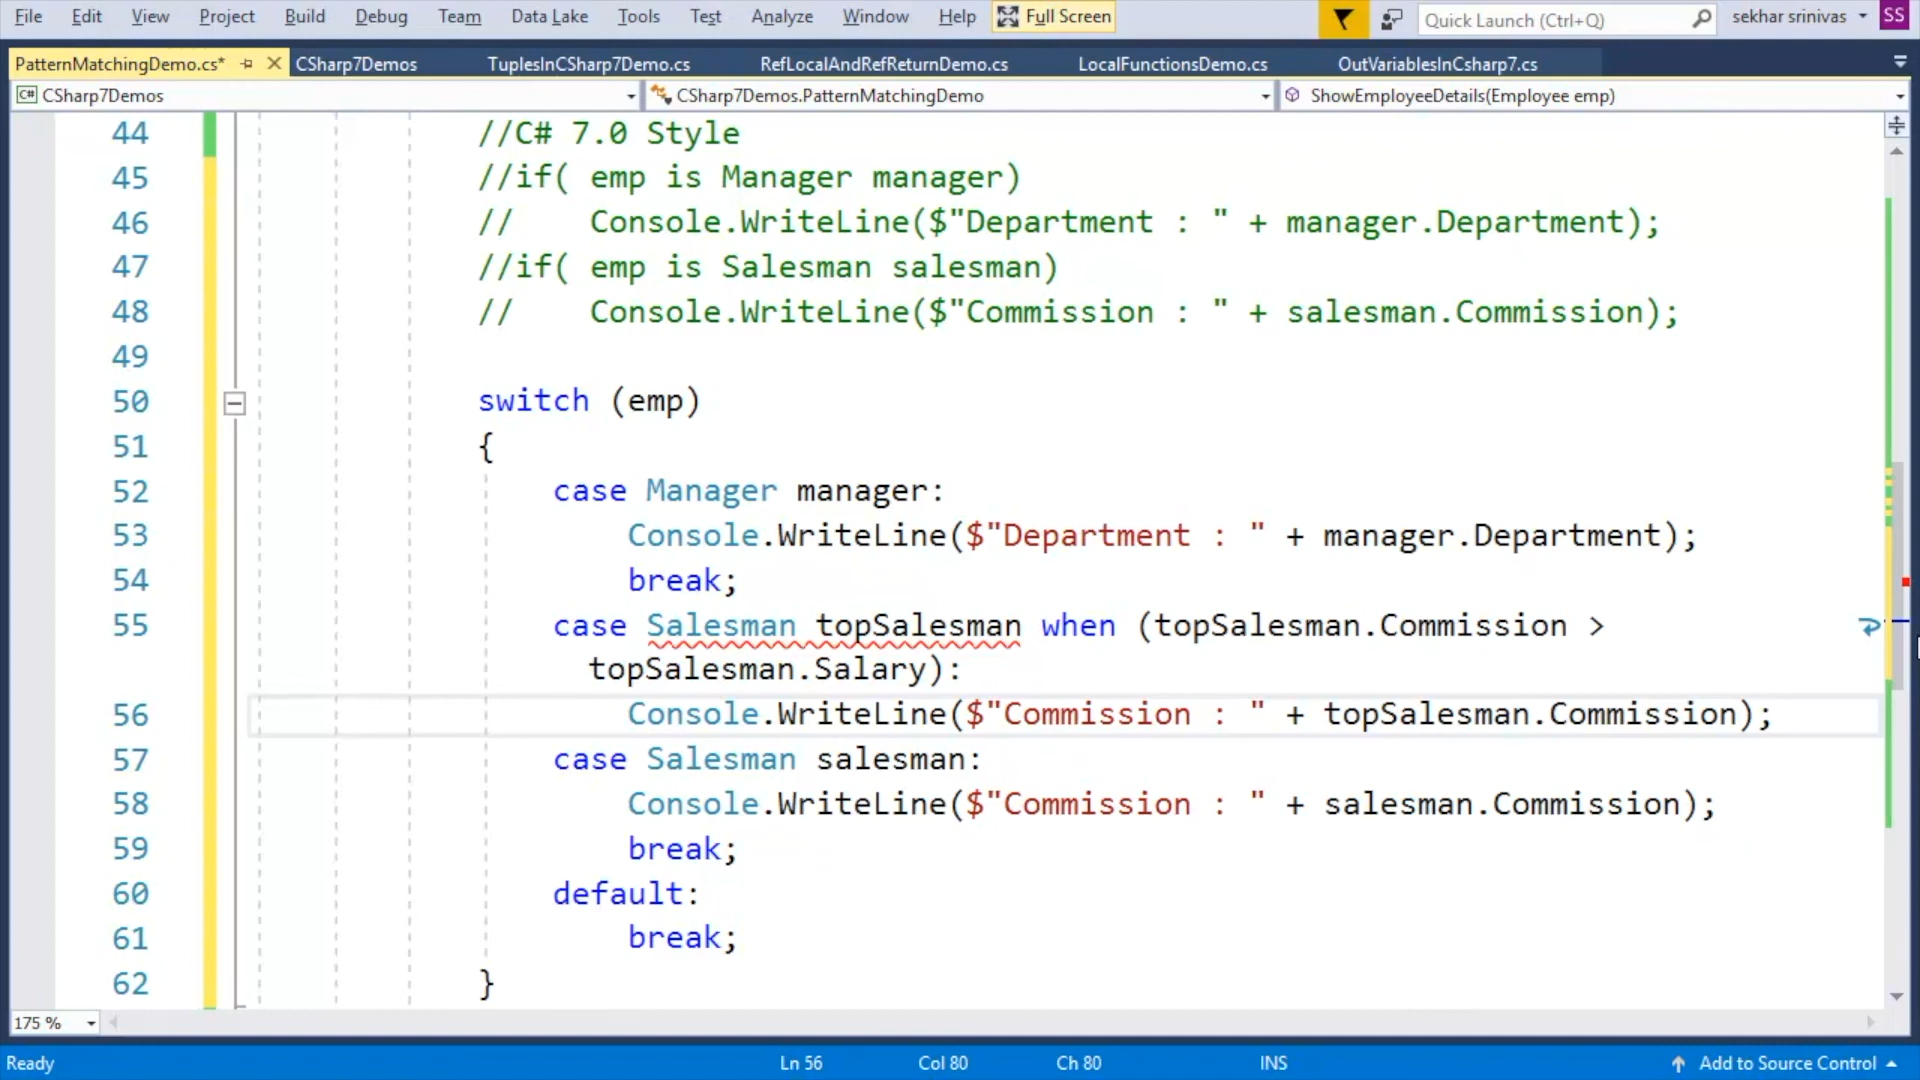 File Edit View Project Build Debug Team Data Lake Tools Test Analyze Window Help Full Screen Quick Launch (Ctrl+Q) sekhar srinivas SS
PatternMatchingDemo.cs* CSharp7Demos TuplesInCSharp7Demo.cs RefLocalAndRefReturnDemo.cs LocalFunctionsDemo.cs OutVariablesInCsharp7.cs
C# CSharp7Demos CSharp7Demos.PatternMatchingDemo ShowEmployeeDetails(Employee emp)
44 //C# 7.0 Style
45 //if( emp is Manager manager)
46 //    Console.WriteLine($"Department : " + manager.Department);
47 //if( emp is Salesman salesman)
48 //    Console.WriteLine($"Commission : " + salesman.Commission);
49
50 switch (emp)
51 {
52     case Manager manager:
53         Console.WriteLine($"Department : " + manager.Department);
54         break;
55     case Salesman topSalesman when (topSalesman.Commission >
topSalesman.Salary):
56         Console.WriteLine($"Commission : " + topSalesman.Commission);
57     case Salesman salesman:
58         Console.WriteLine($"Commission : " + salesman.Commission);
59         break;
60     default:
61         break;
62 }
175 %
Ready Ln 56 Col 80 Ch 80 INS Add to Source Control